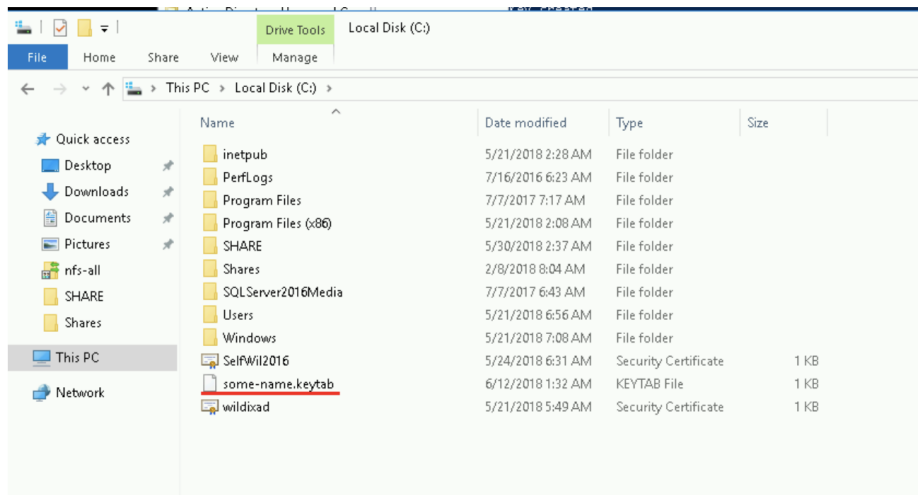 Key created
Drive Tools Local Disk (C:)
File Home Share View Manage
This PC > Local Disk (C:) >
Name Date modified Type Size
Quick access
Desktop
Downloads
Documents
Pictures
nfs-all
SHARE
Shares
This PC
Network
inetpub 5/21/2018 2:28 AM File folder
PerfLogs 7/16/2016 6:23 AM File folder
Program Files 7/7/2017 7:17 AM File folder
Program Files (x86) 5/21/2018 2:08 AM File folder
SHARE 5/30/2018 2:37 AM File folder
Shares 2/8/2018 8:04 AM File folder
SQLServer2016Media 7/7/2017 6:43 AM File folder
Users 5/21/2018 6:56 AM File folder
Windows 5/21/2018 7:08 AM File folder
SelfWil2016 5/24/2018 6:31 AM Security Certificate 1 KB
some-name.keytab 6/12/2018 1:32 AM KEYTAB File 1 KB
wildixad 5/21/2018 5:49 AM Security Certificate 1 KB